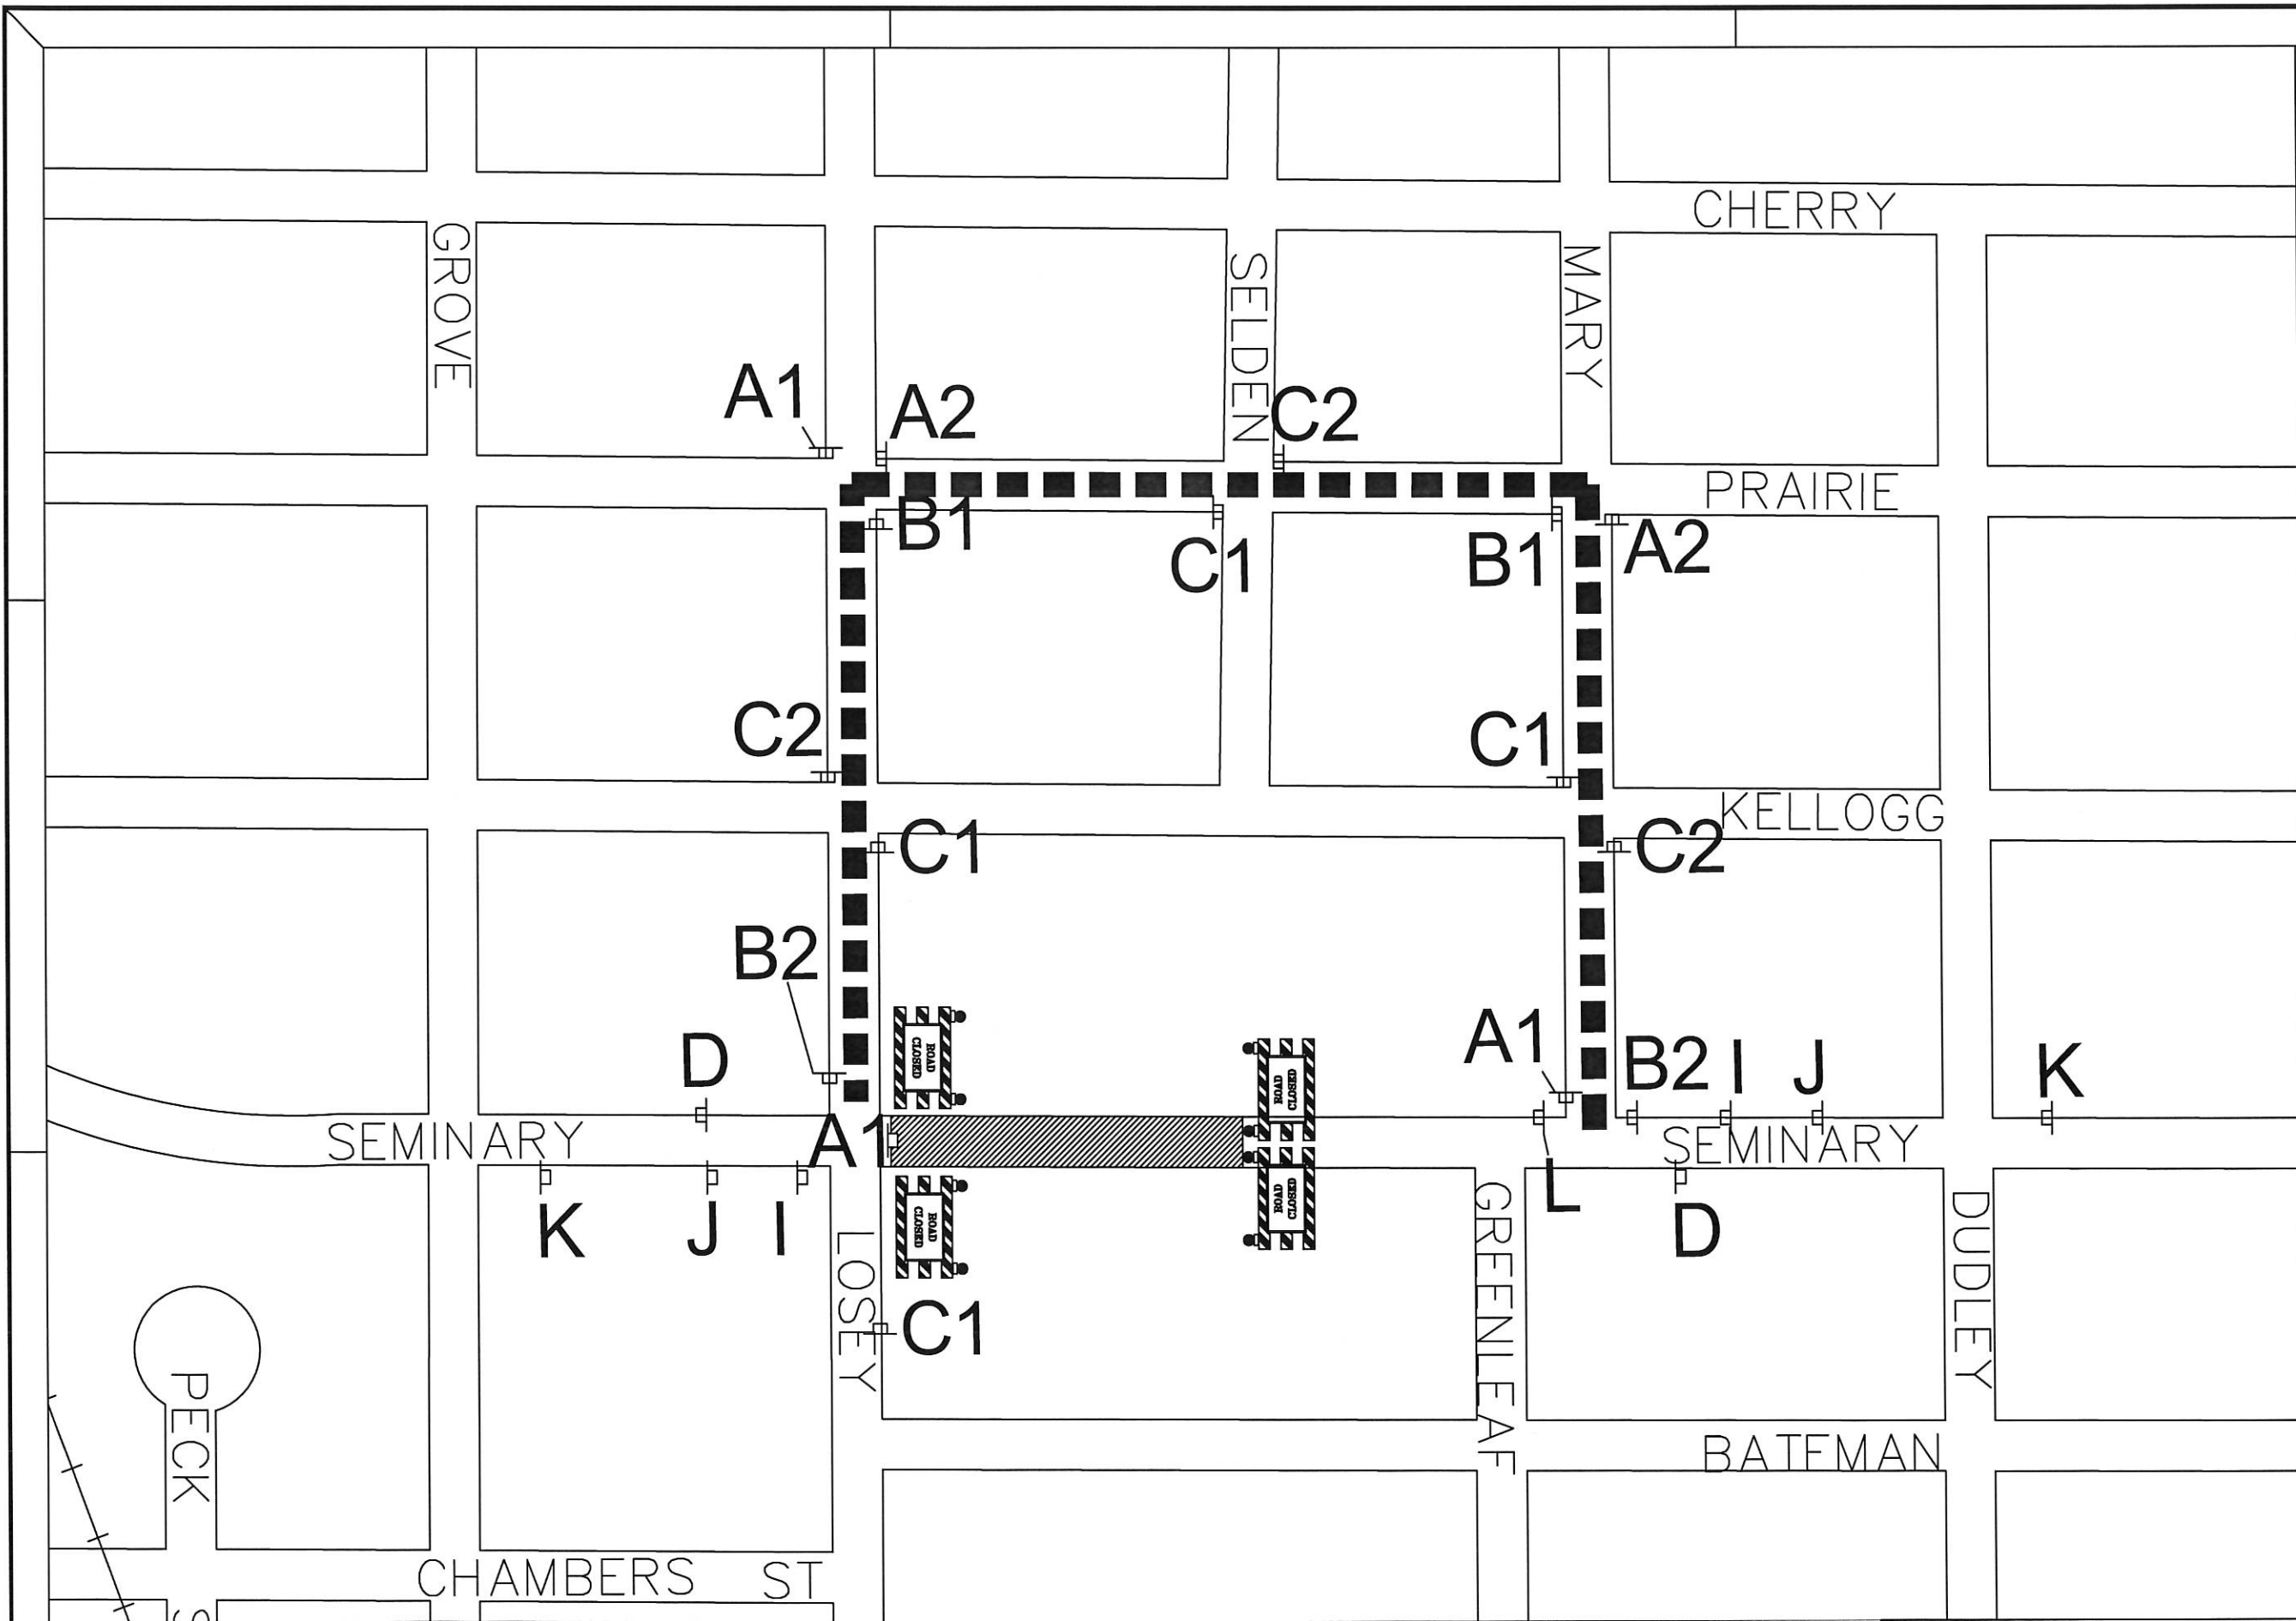 CHERRY
GROVE
SELDEN
MARY
A1
A2
C2
PRAIRIE
B1
C1
B1
A2
C2
C1
KELLOGG
C1
C2
B2
D
ROAD CLOSED
ROAD CLOSED
A1
B2
I
J
K
SEMINARY
A1
SEMINARY
K
J
I
ROAD CLOSED
ROAD CLOSED
L
D
LOSEY
C1
GREENLEAF
DUDLEY
PECK
BATEMAN
CHAMBERS ST
S